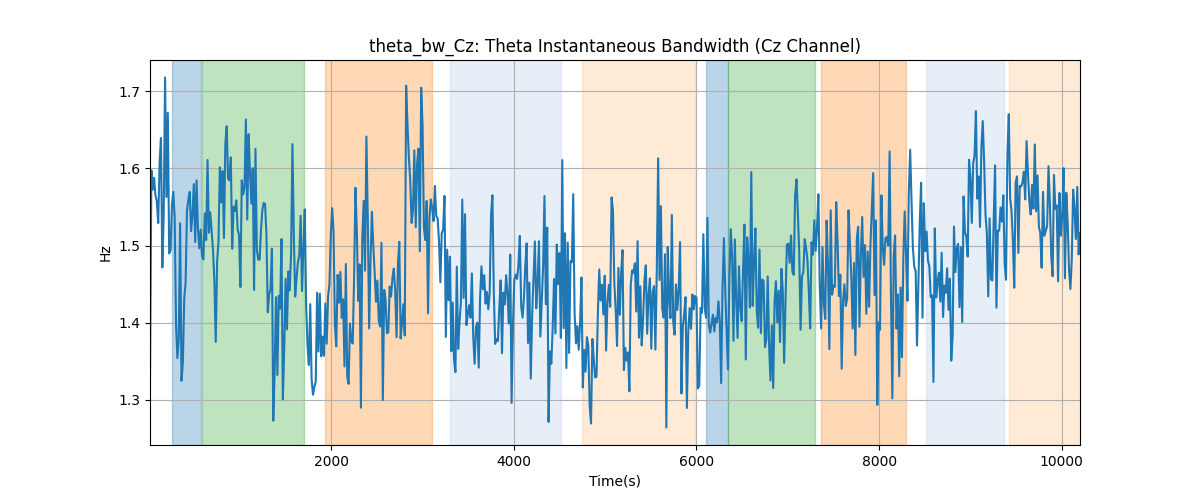 theta_bw_Cz: Theta Instantaneous Bandwidth (Cz Channel)
Hz
1.7
1.6
1.5
1.4
1.3
2000 4000 6000 8000 10000
Time(s)